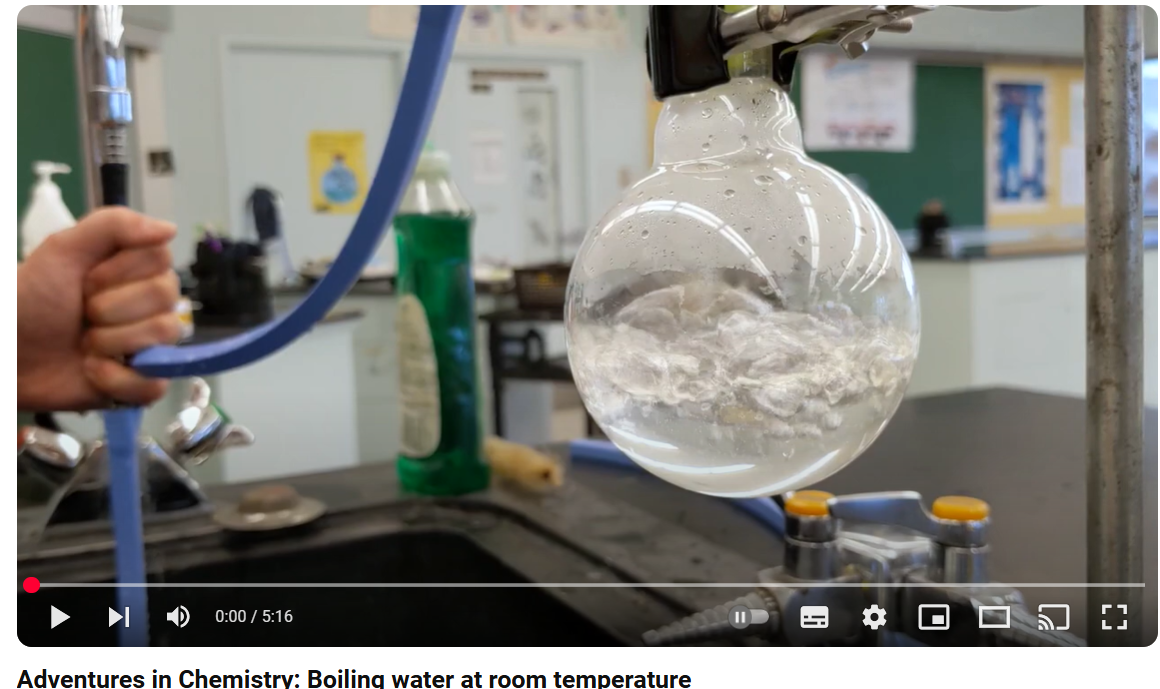 0:00 / 5:16
Adventures in Chemistry: Boiling water at room temperature